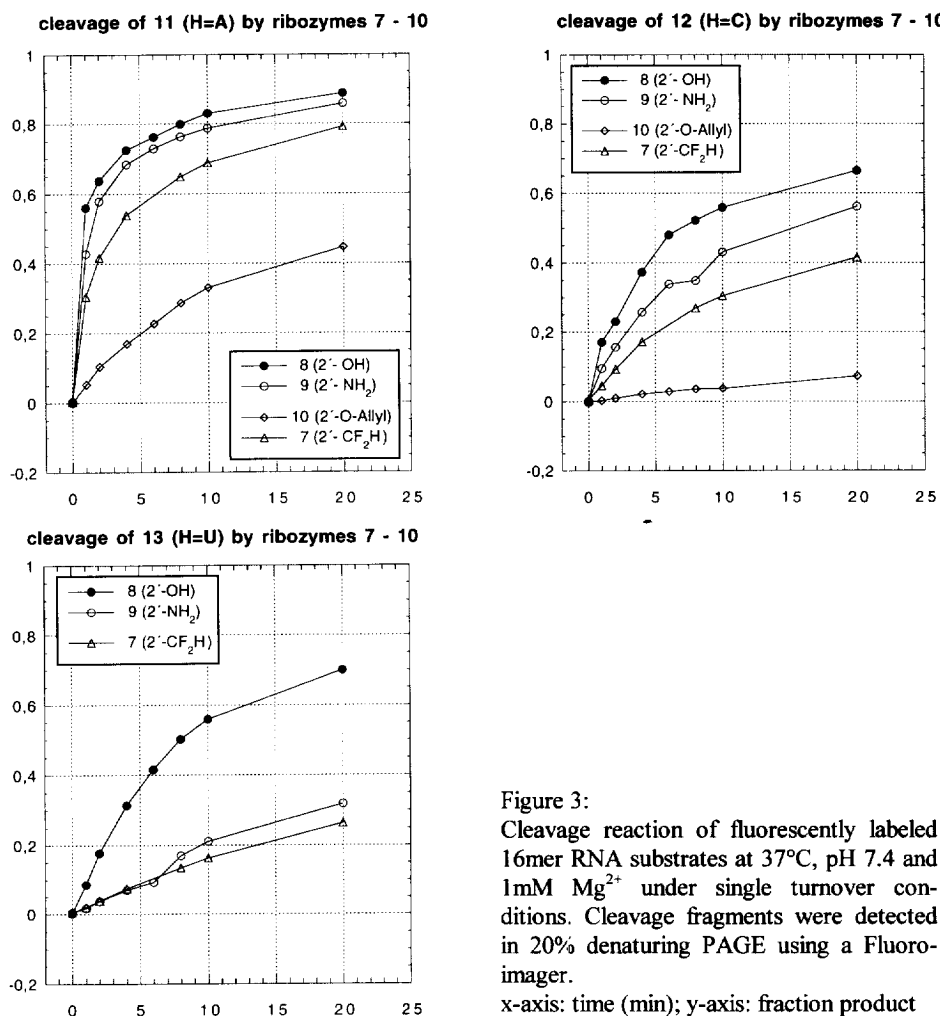 cleavage of 11 (H=A) by ribozymes 7 - 10
1
0,8
0,6
0,4
0,2
0
-0,2
8 (2´- OH)
9 (2´- NH2)
10 (2´-O-Allyl)
7 (2´- CF2H)
0 5 10 15 20 25
cleavage of 12 (H=C) by ribozymes 7 - 10
1
0,8
0,6
0,4
0,2
0
-0,2
8 (2´- OH)
9 (2´- NH2)
10 (2´-O-Allyl)
7 (2´-CF2H)
0 5 10 15 20 25
cleavage of 13 (H=U) by ribozymes 7 - 10
1
0,8
0,6
0,4
0,2
0
-0,2
8 (2´-OH)
9 (2´-NH2)
7 (2´-CF2H)
0 5 10 15 20 25
Figure 3:
Cleavage reaction of fluorescently labeled
16mer RNA substrates at 37°C, pH 7.4 and
1mM Mg2+ under single turnover con-
ditions. Cleavage fragments were detected
in 20% denaturing PAGE using a Fluoro-
imager.
x-axis: time (min); y-axis: fraction product